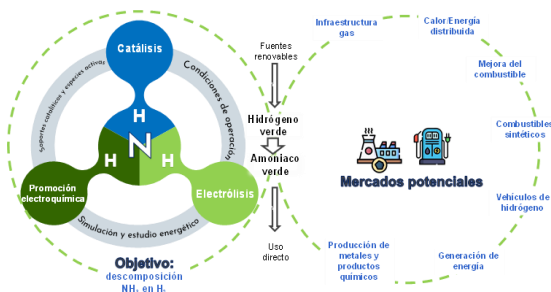 Catálisis
Soportes catalíticos y especies activas
Condiciones de operación
H
N
H
H
Promoción
electroquímica
Electrólisis
Simulación y estudio energético
Objetivo:
descomposición
NH₃ en H₂
Fuentes
renovables
Hidrógeno
verde
Amoniaco
verde
Uso
directo
Infraestructura
gas
Calor/Energía
distribuida
Mejora del
combustible
Combustibles
sintéticos
Vehículos de
hidrógeno
Generación de
energía
Producción de
metales y
productos
químicos
Mercados potenciales